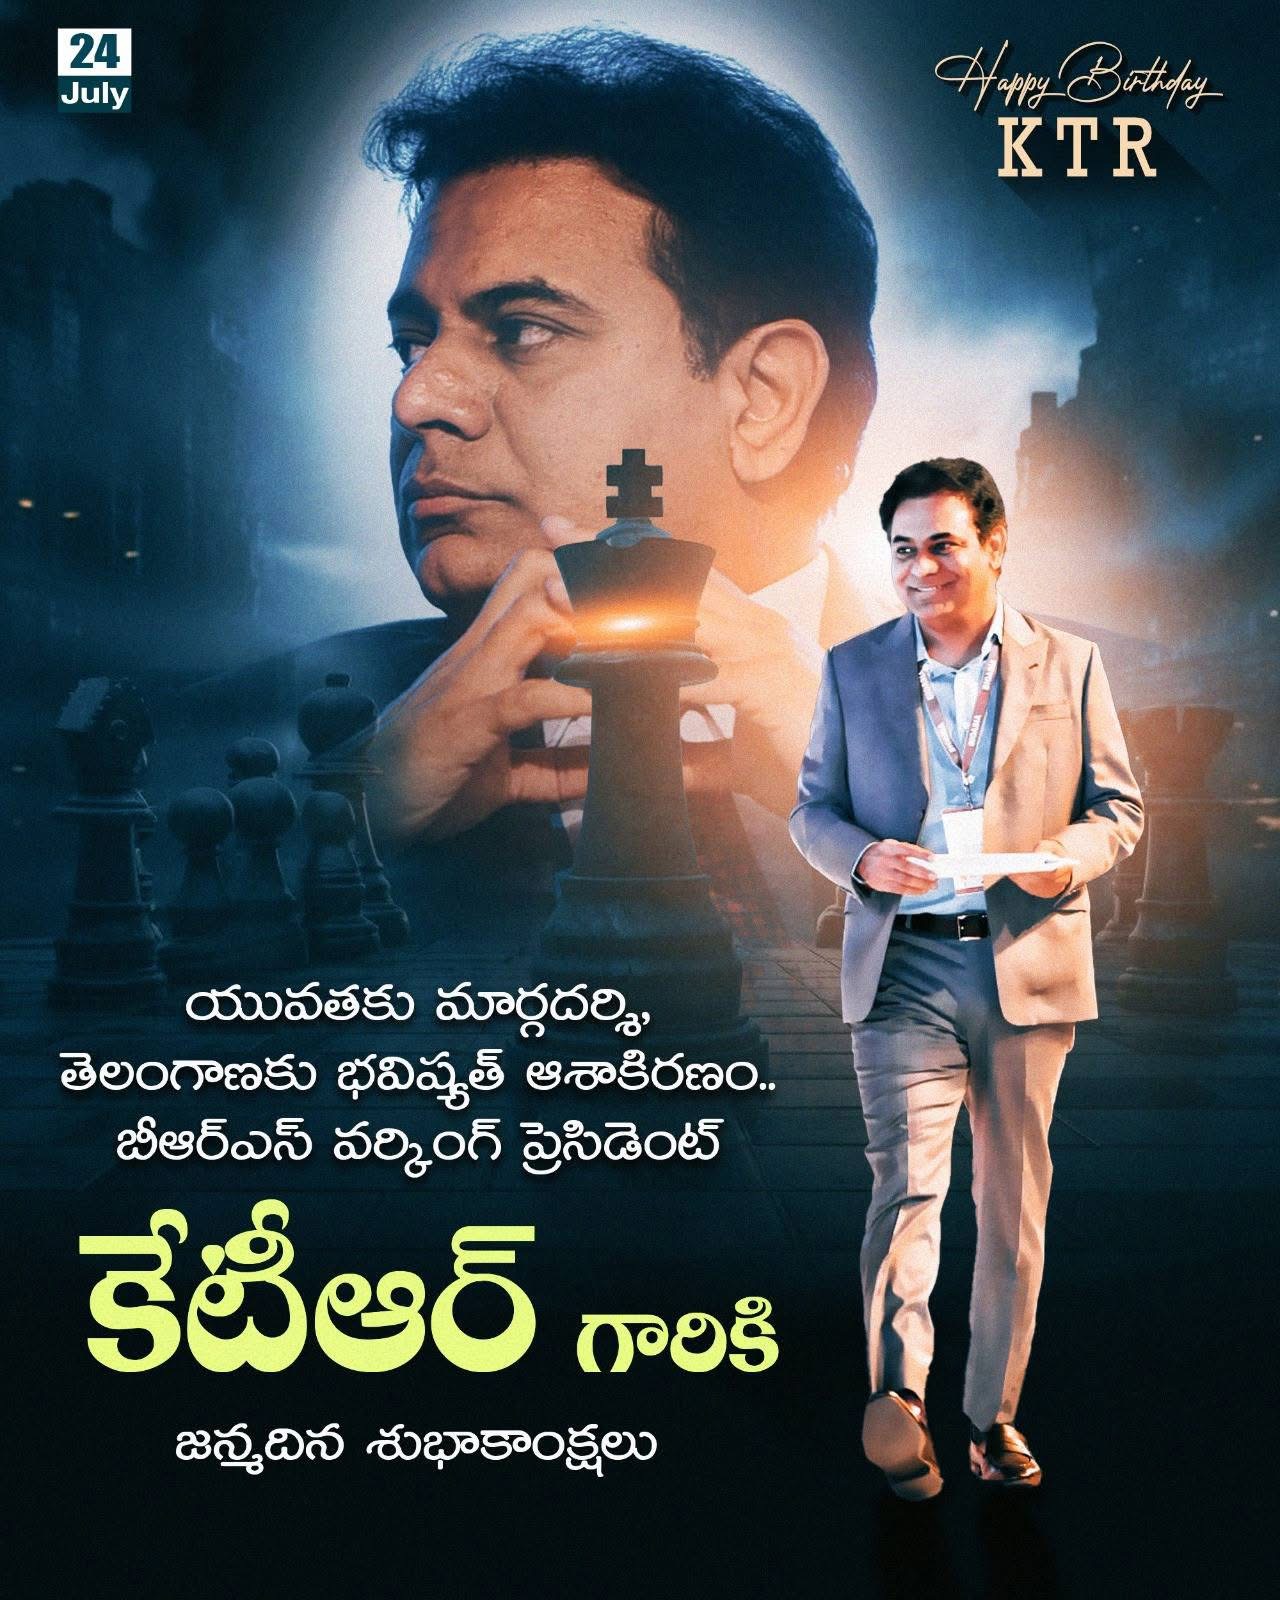 24
July
Happy Birthday
KTR
యువతకు మార్గదర్శి,
తెలంగాణకు భవిష్యత్ ఆశాకిరణం..
బీఆర్ఎస్ వర్కింగ్ ప్రెసిడెంట్
కేటీఆర్ గారికి
జన్మదిన శుభాకాంక్షలు